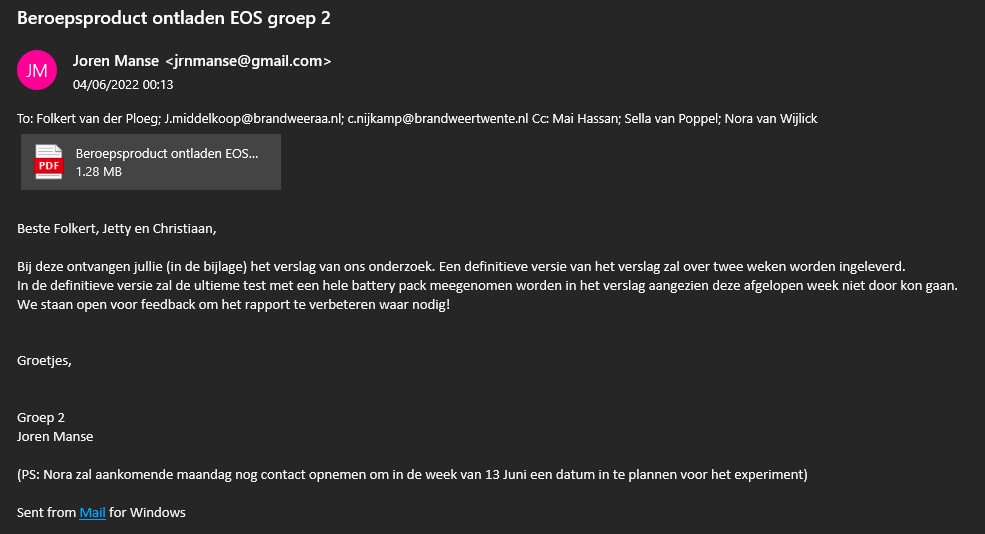 Beroepsproduct ontladen EOS groep 2
JM
Joren Manse <jrnmanse@gmail.com>
04/06/2022 00:13
To: Folkert van der Ploeg; J.middelkoop@brandweeraa.nl; c.nijkamp@brandweertwente.nl Cc: Mai Hassan; Sella van Poppel; Nora van Wijlick
PDF
Beroepsproduct ontladen EOS...
1.28 MB
Beste Folkert, Jetty en Christiaan,
Bij deze ontvangen jullie (in de bijlage) het verslag van ons onderzoek. Een definitieve versie van het verslag zal over twee weken worden ingeleverd.
In de definitieve versie zal de ultieme test met een hele battery pack meegenomen worden in het verslag aangezien deze afgelopen week niet door kon gaan.
We staan open voor feedback om het rapport te verbeteren waar nodig!
Groetjes,
Groep 2
Joren Manse
(PS: Nora zal aankomende maandag nog contact opnemen om in de week van 13 Juni een datum in te plannen voor het experiment)
Sent from Mail for Windows